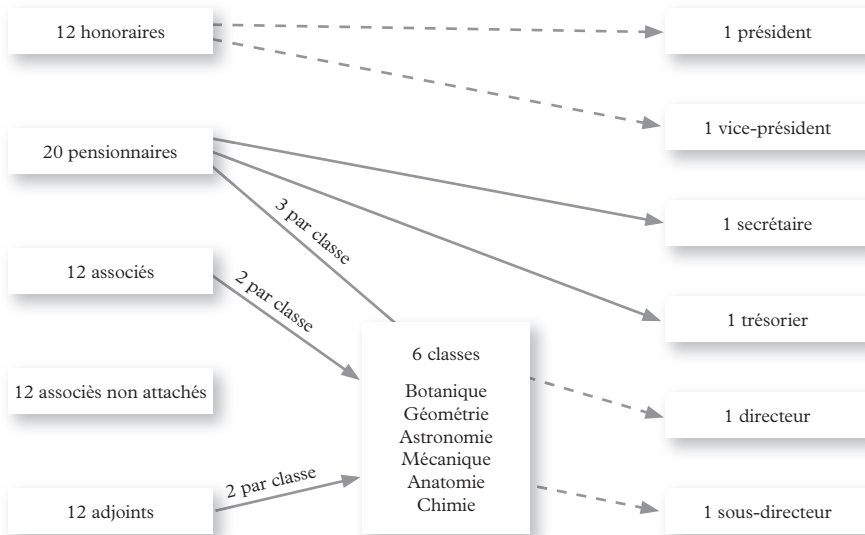 12 honoraires
20 pensionnaires
12 associés
12 associès non attachés
12 adjoints
3 par classe
2 par classe
2 par classe
6 classes
Botanique
Géométrie
Astronomie
Mécanique
Anatomie
Chimie
1 président
1 vice-président
1 secrétaire
1 trésorier
1 directeur
1 sous-directeur